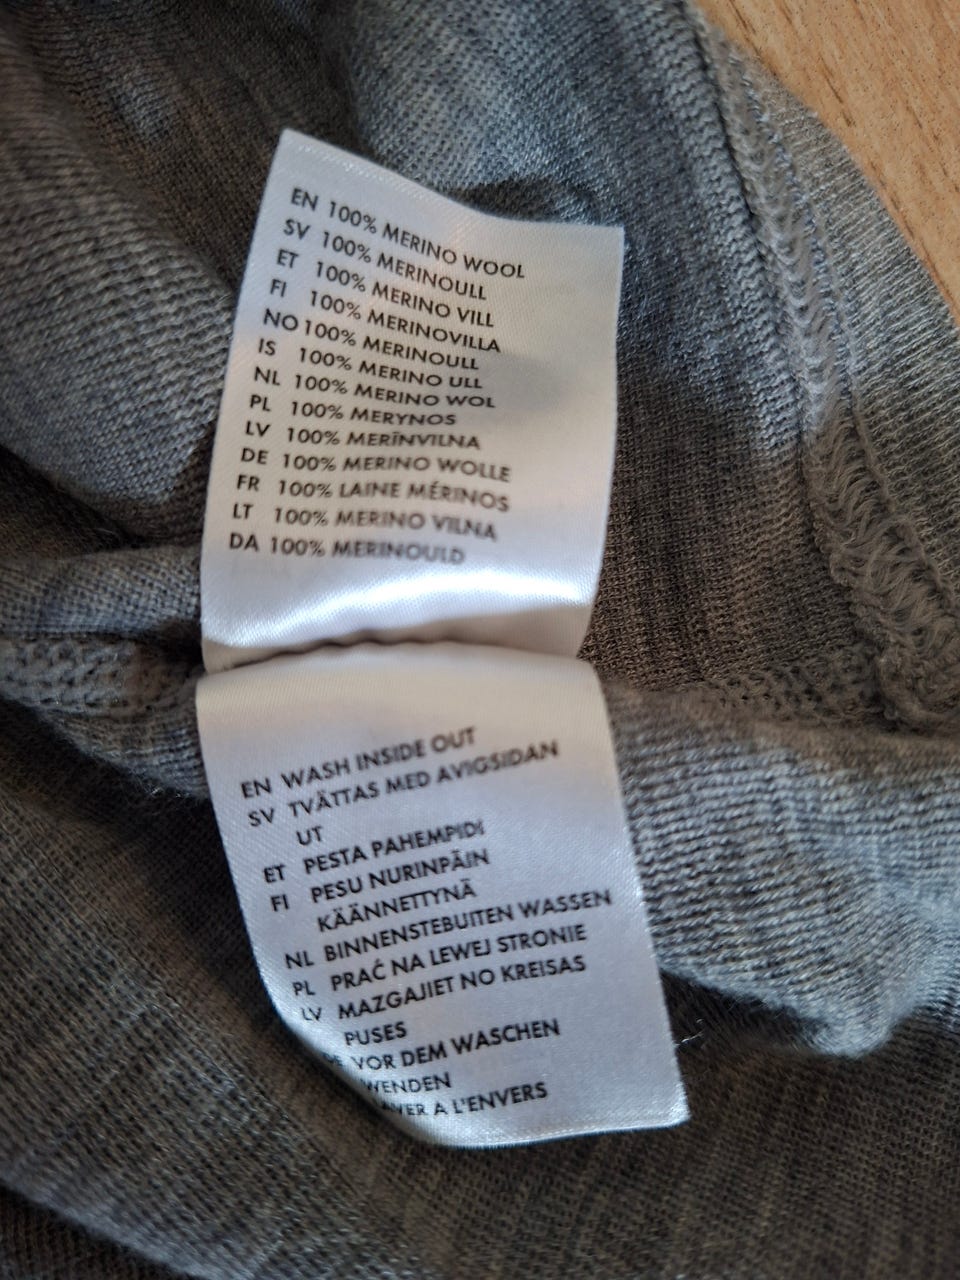 EN 100% MERINO WOOL
SV 100% MERINOULL
ET 100% MERINO VILL
FI 100% MERINOVILLA
NO 100% MERINOULL
IS 100% MERINO ULL
NL 100% MERINO WOL
PL 100% MERYNOS
LV 100% MERĪNVILNA
DE 100% MERINO WOLLE
FR 100% LAINE MÉRINOS
LT 100% MERINO VILNA
DA 100% MERINOULD
EN WASH INSIDE OUT
SV TVÄTTAS MED AVIGSIDAN
UT
ET PESTA PAHEMPIDI
FI PESU NURINPÄIN
KÄÄNNETTYNÄ
NL BINNENSTEBUITEN WASSEN
PL PRAĆ NA LEWEJ STRONIE
LV MAZGAJIET NO KREISAS
PUSES
VOR DEM WASCHEN
WENDEN
A L'ENVERS